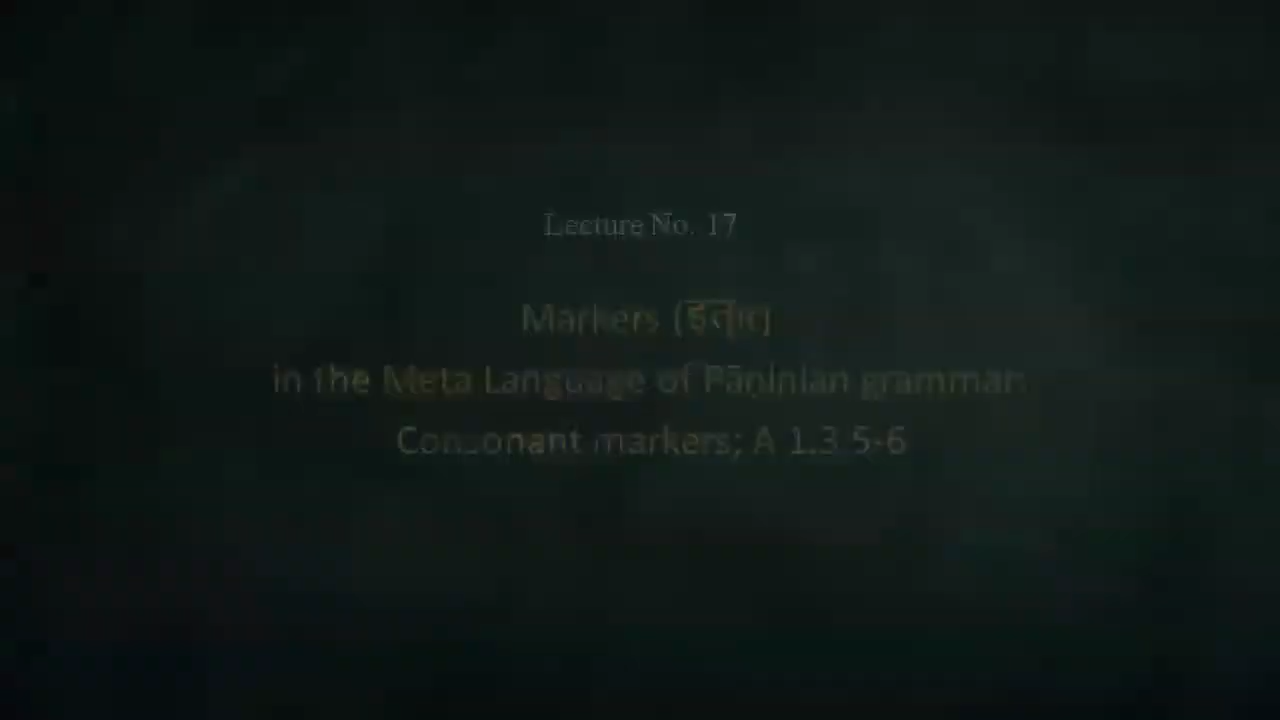 Lecture No. 17
Markers (इत्)
in the Meta Language of Pāṇinian grammar:
Consonant markers; A 1.3.5-6